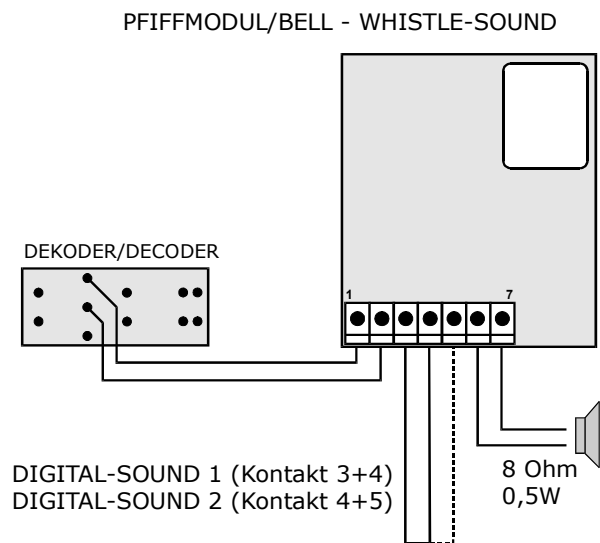 PFIFFMODUL/BELL - WHISTLE-SOUND
DEKODER/DECODER
1 7
DIGITAL-SOUND 1 (Kontakt 3+4)
DIGITAL-SOUND 2 (Kontakt 4+5)
8 Ohm
0,5W